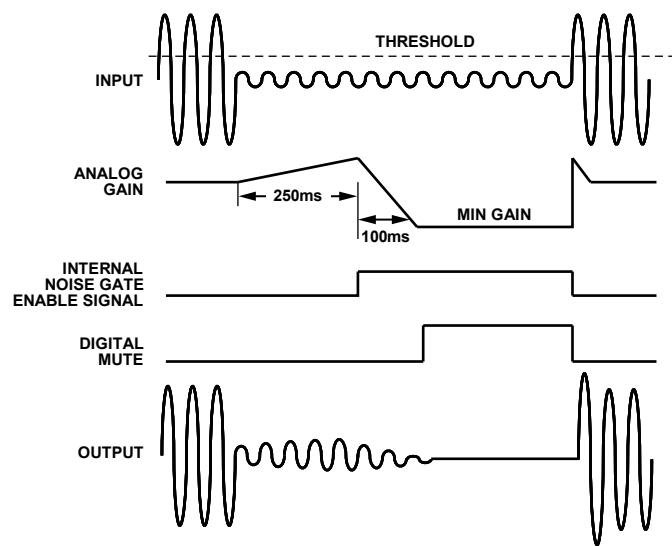 THRESHOLD
INPUT
ANALOG
GAIN
250ms
MIN GAIN
100ms
INTERNAL
NOISE GATE
ENABLE SIGNAL
DIGITAL
MUTE
OUTPUT